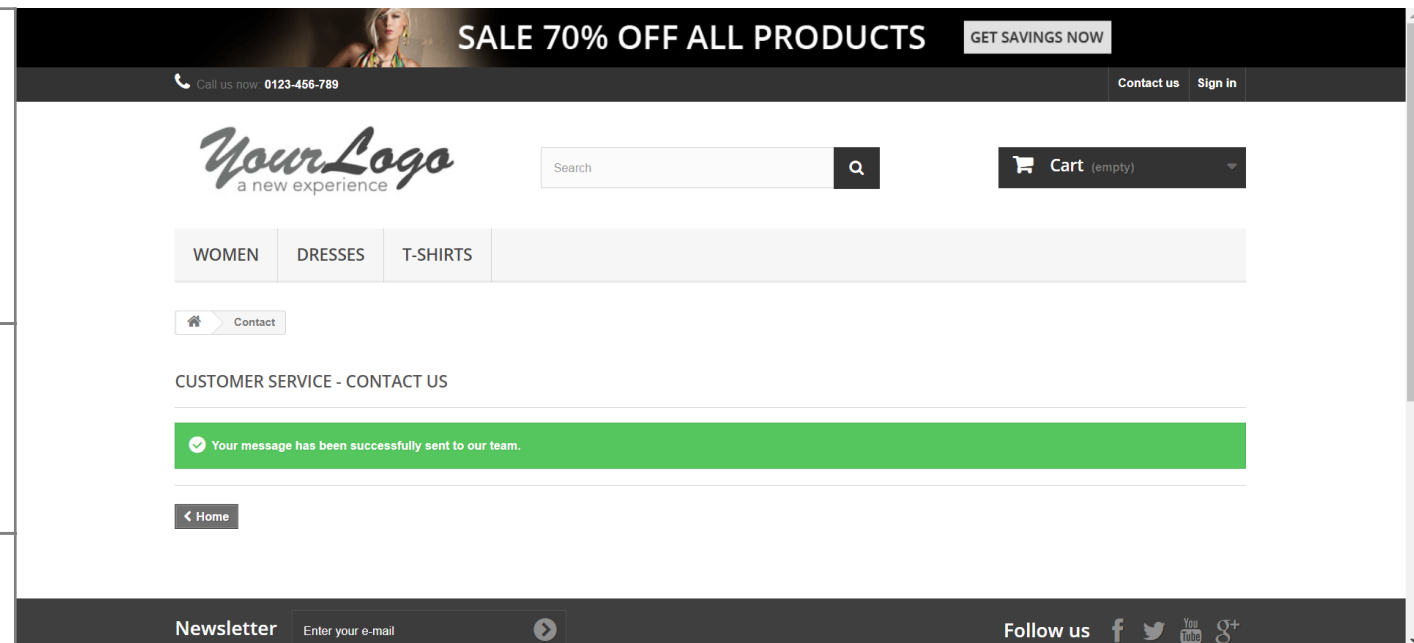 SALE 70% OFF ALL PRODUCTS GET SAVINGS NOW
Call us now: 0123-456-789 Contact us Sign in
YourLogo
a new experience
Search
Cart (empty)
WOMEN DRESSES T-SHIRTS
Contact
CUSTOMER SERVICE - CONTACT US
Your message has been successfully sent to our team.
Home
Newsletter Enter your e-mail Follow us f You Tube g+